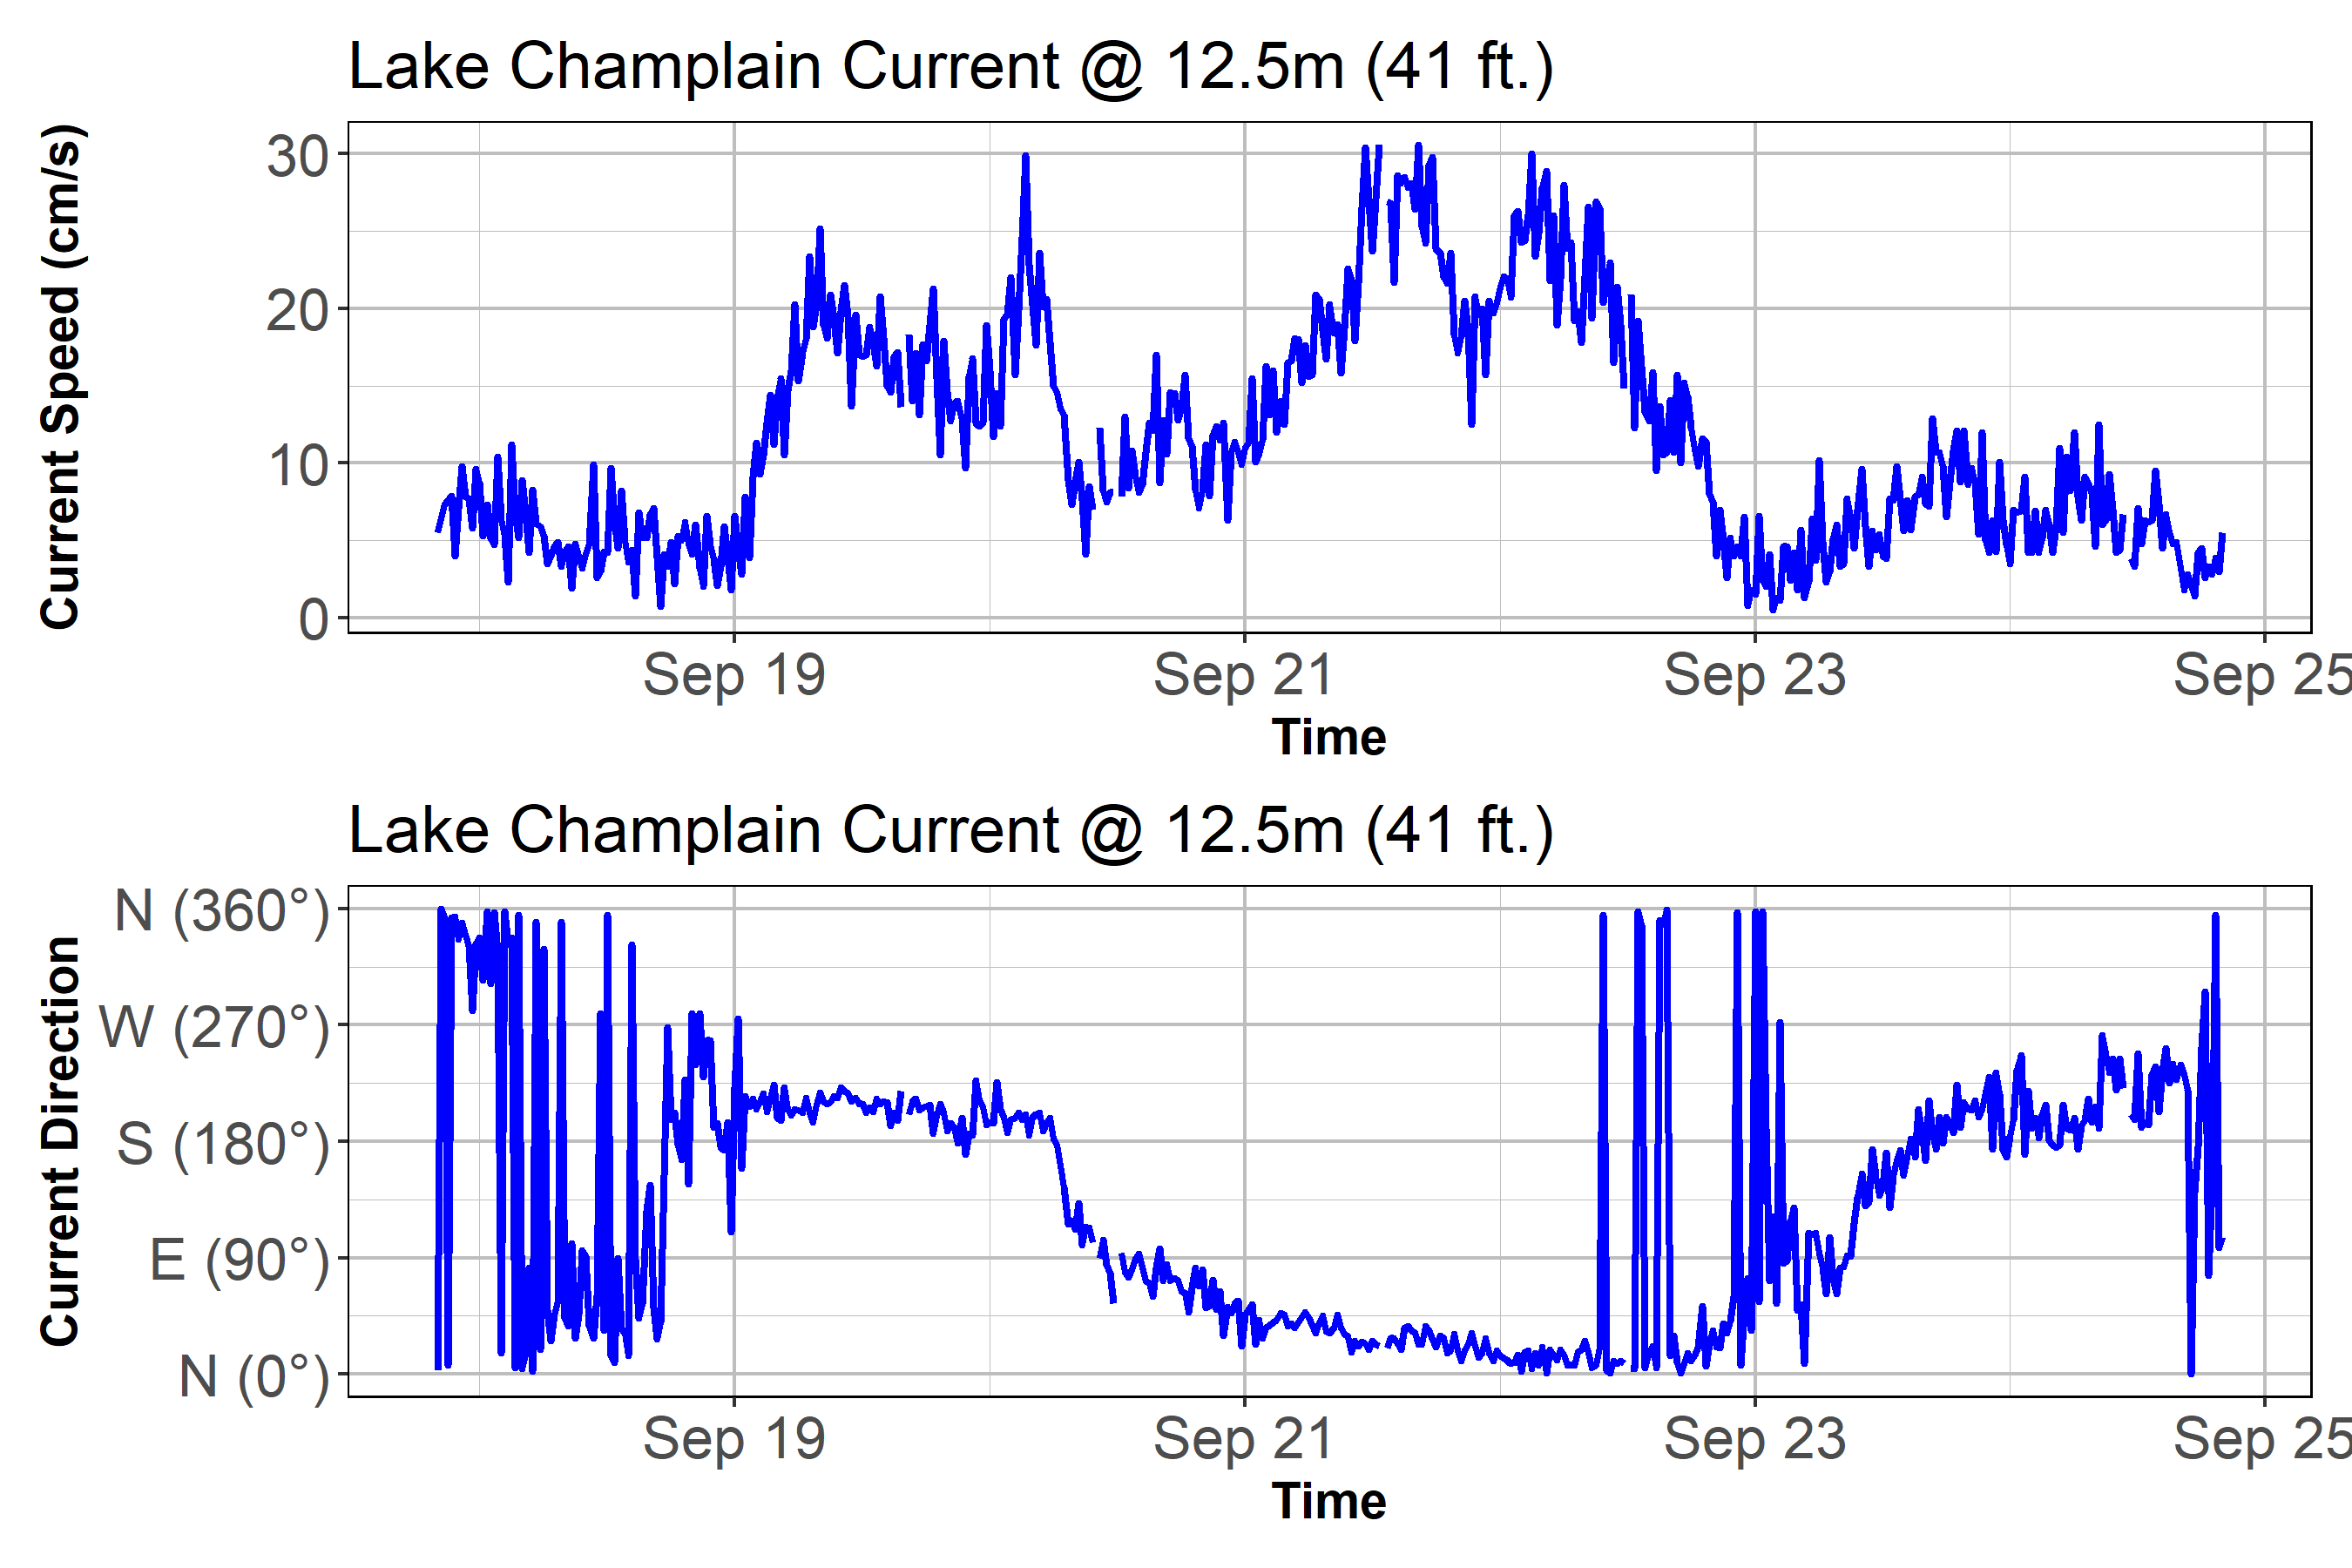 Lake Champlain Current @ 12.5m (41 ft.)
Current Speed (cm/s)
30
20
10
0
Sep 19 Sep 21 Sep 23 Sep 25
Time
Lake Champlain Current @ 12.5m (41 ft.)
Current Direction
N (360°)
W (270°)
S (180°)
E (90°)
N (0°)
Sep 19 Sep 21 Sep 23 Sep 25
Time